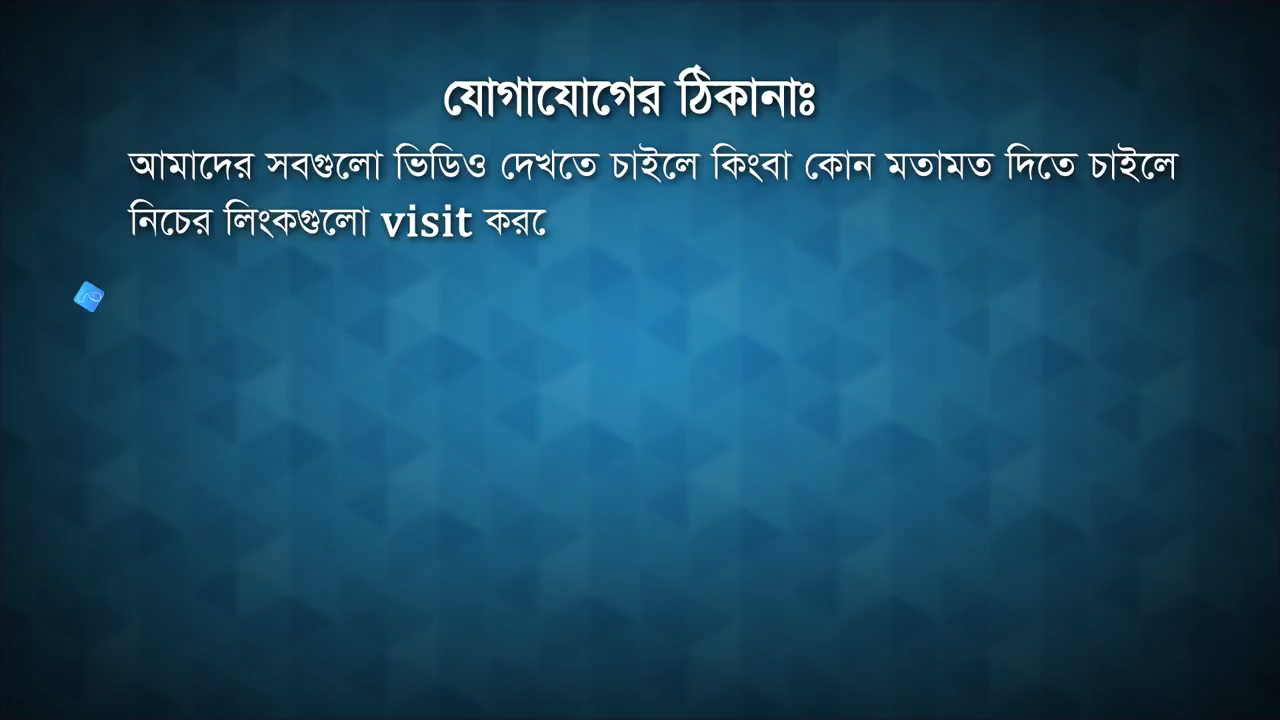 যোগাযোগের ঠিকানাঃ
আমাদের সবগুলো ভিডিও দেখতে চাইলে কিংবা কোন মতামত দিতে চাইলে
নিচের লিংকগুলো visit করে